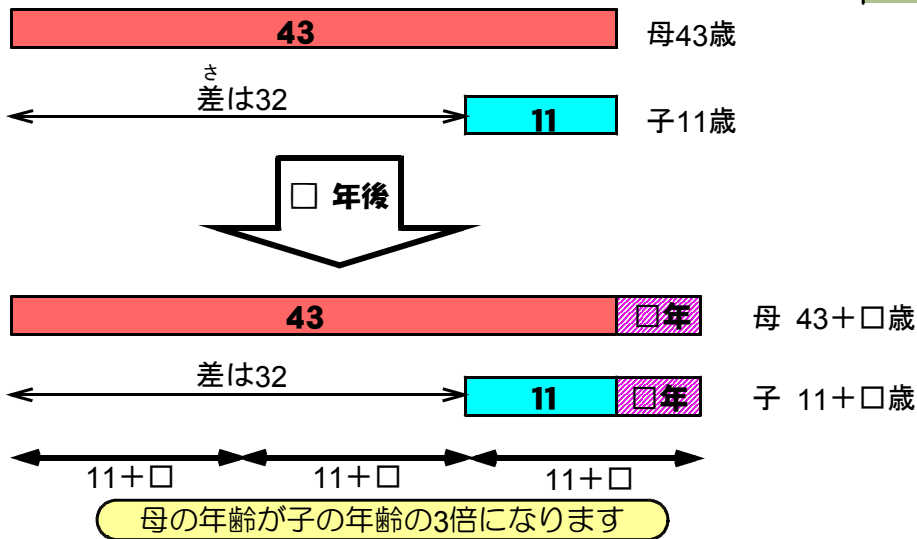 43 母43歳
さ
差は32
11 子11歳
□ 年後
43 □年 母 43+□歳
差は32
11 □年 子 11+□歳
11+□ 11+□ 11+□
母の年齢が子の年齢の3倍になります